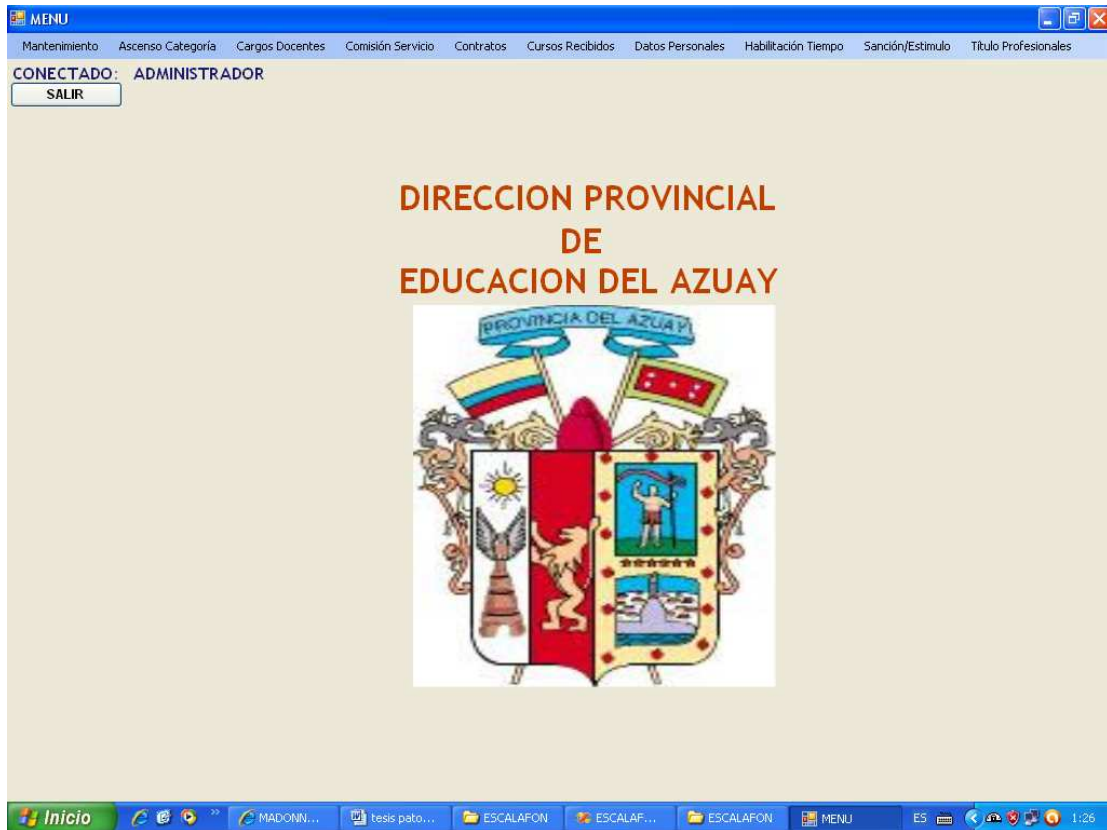 MENU
Mantenimiento Ascenso Categoría Cargos Docentes Comisión Servicio Contratos Cursos Recibidos Datos Personales Habilitación Tiempo Sanción/Estimulo Título Profesionales
CONECTADO: ADMINISTRADOR
SALIR
DIRECCION PROVINCIAL
DE
EDUCACION DEL AZUAY
PROVINCIA DEL AZUAY
Inicio » MADONN... tesis pato... ESCALAFON ESCALAF... ESCALAFON MENU ES 1:26